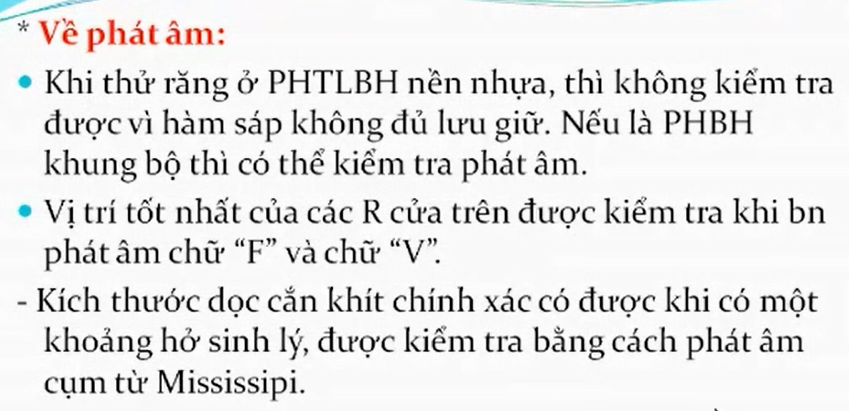 * Về phát âm:
• Khi thử răng ở PHTLBH nền nhựa, thì không kiểm tra
được vì hàm sáp không đủ lưu giữ. Nếu là PHBH
khung bộ thì có thể kiểm tra phát âm.
• Vị trí tốt nhất của các R cửa trên được kiểm tra khi bn
phát âm chữ “F” và chữ “V”.
- Kích thước dọc cắn khít chính xác có được khi có một
khoảng hở sinh lý, được kiểm tra bằng cách phát âm
cụm từ Mississipi.